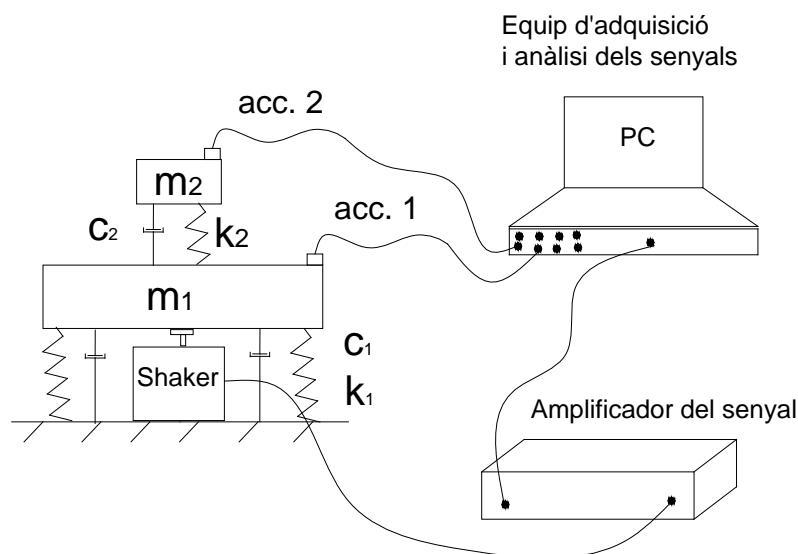 Equip d'adquisició
i anàlisi dels senyals
PC
acc. 2
m2
acc. 1
c2
k2
m1
Shaker
c1
k1
Amplificador del senyal